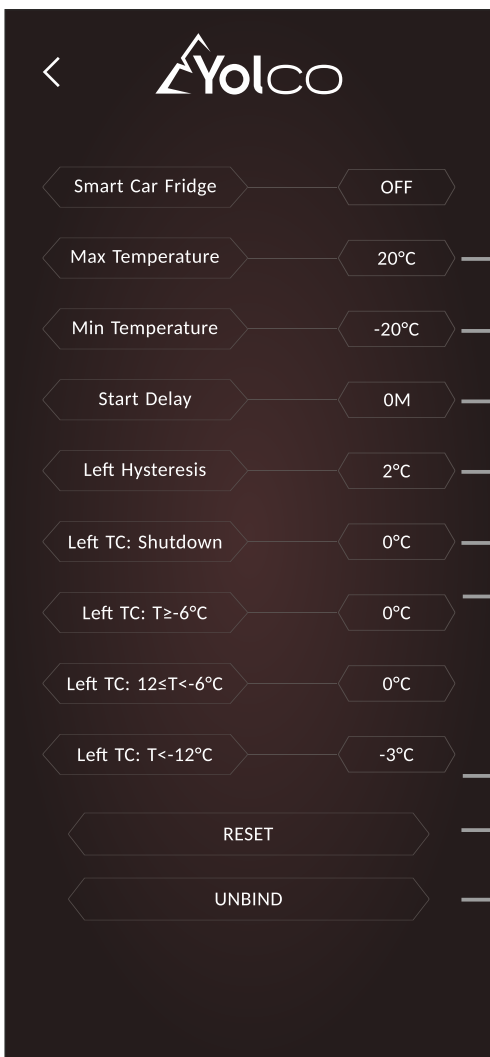 Yolco
Smart Car Fridge OFF
Max Temperature 20°C
Min Temperature -20°C
Start Delay 0M
Left Hysteresis 2°C
Left TC: Shutdown 0°C
Left TC: T≥-6°C 0°C
Left TC: 12≤T<-6°C 0°C
Left TC: T<-12°C -3°C
RESET
UNBIND